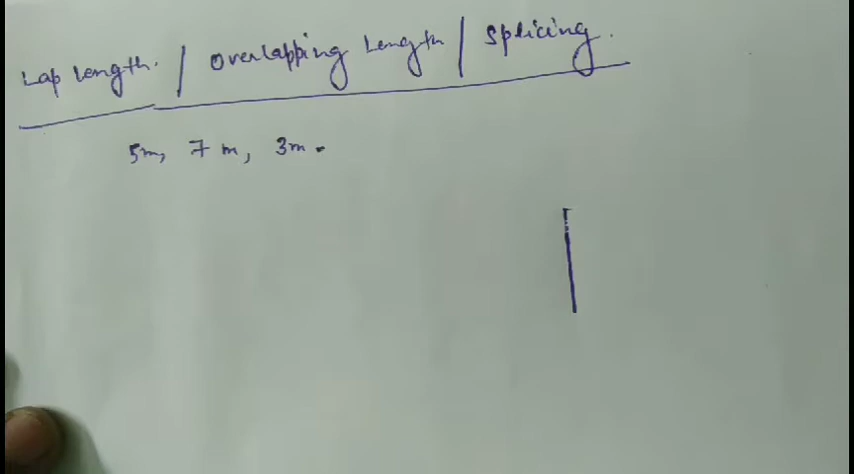 Lap Length. / Overlapping Length / Splicing.
5m, 7m, 3m.